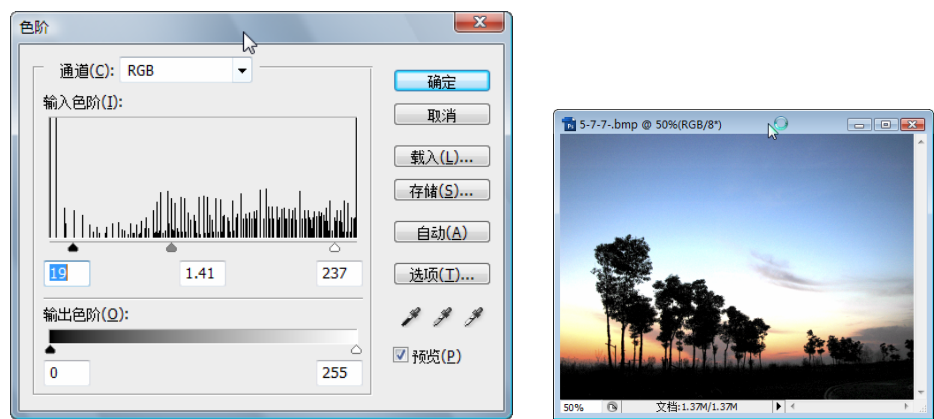 色阶
通道(C): RGB
输入色阶(I):
19 1.41 237
输出色阶(O):
0 255
确定
取消
载入(L)...
存储(S)...
自动(A)
选项(T)...
预览(P)
5-7-7-.bmp @ 50%(RGB/8*)
50% 文档:1.37M/1.37M